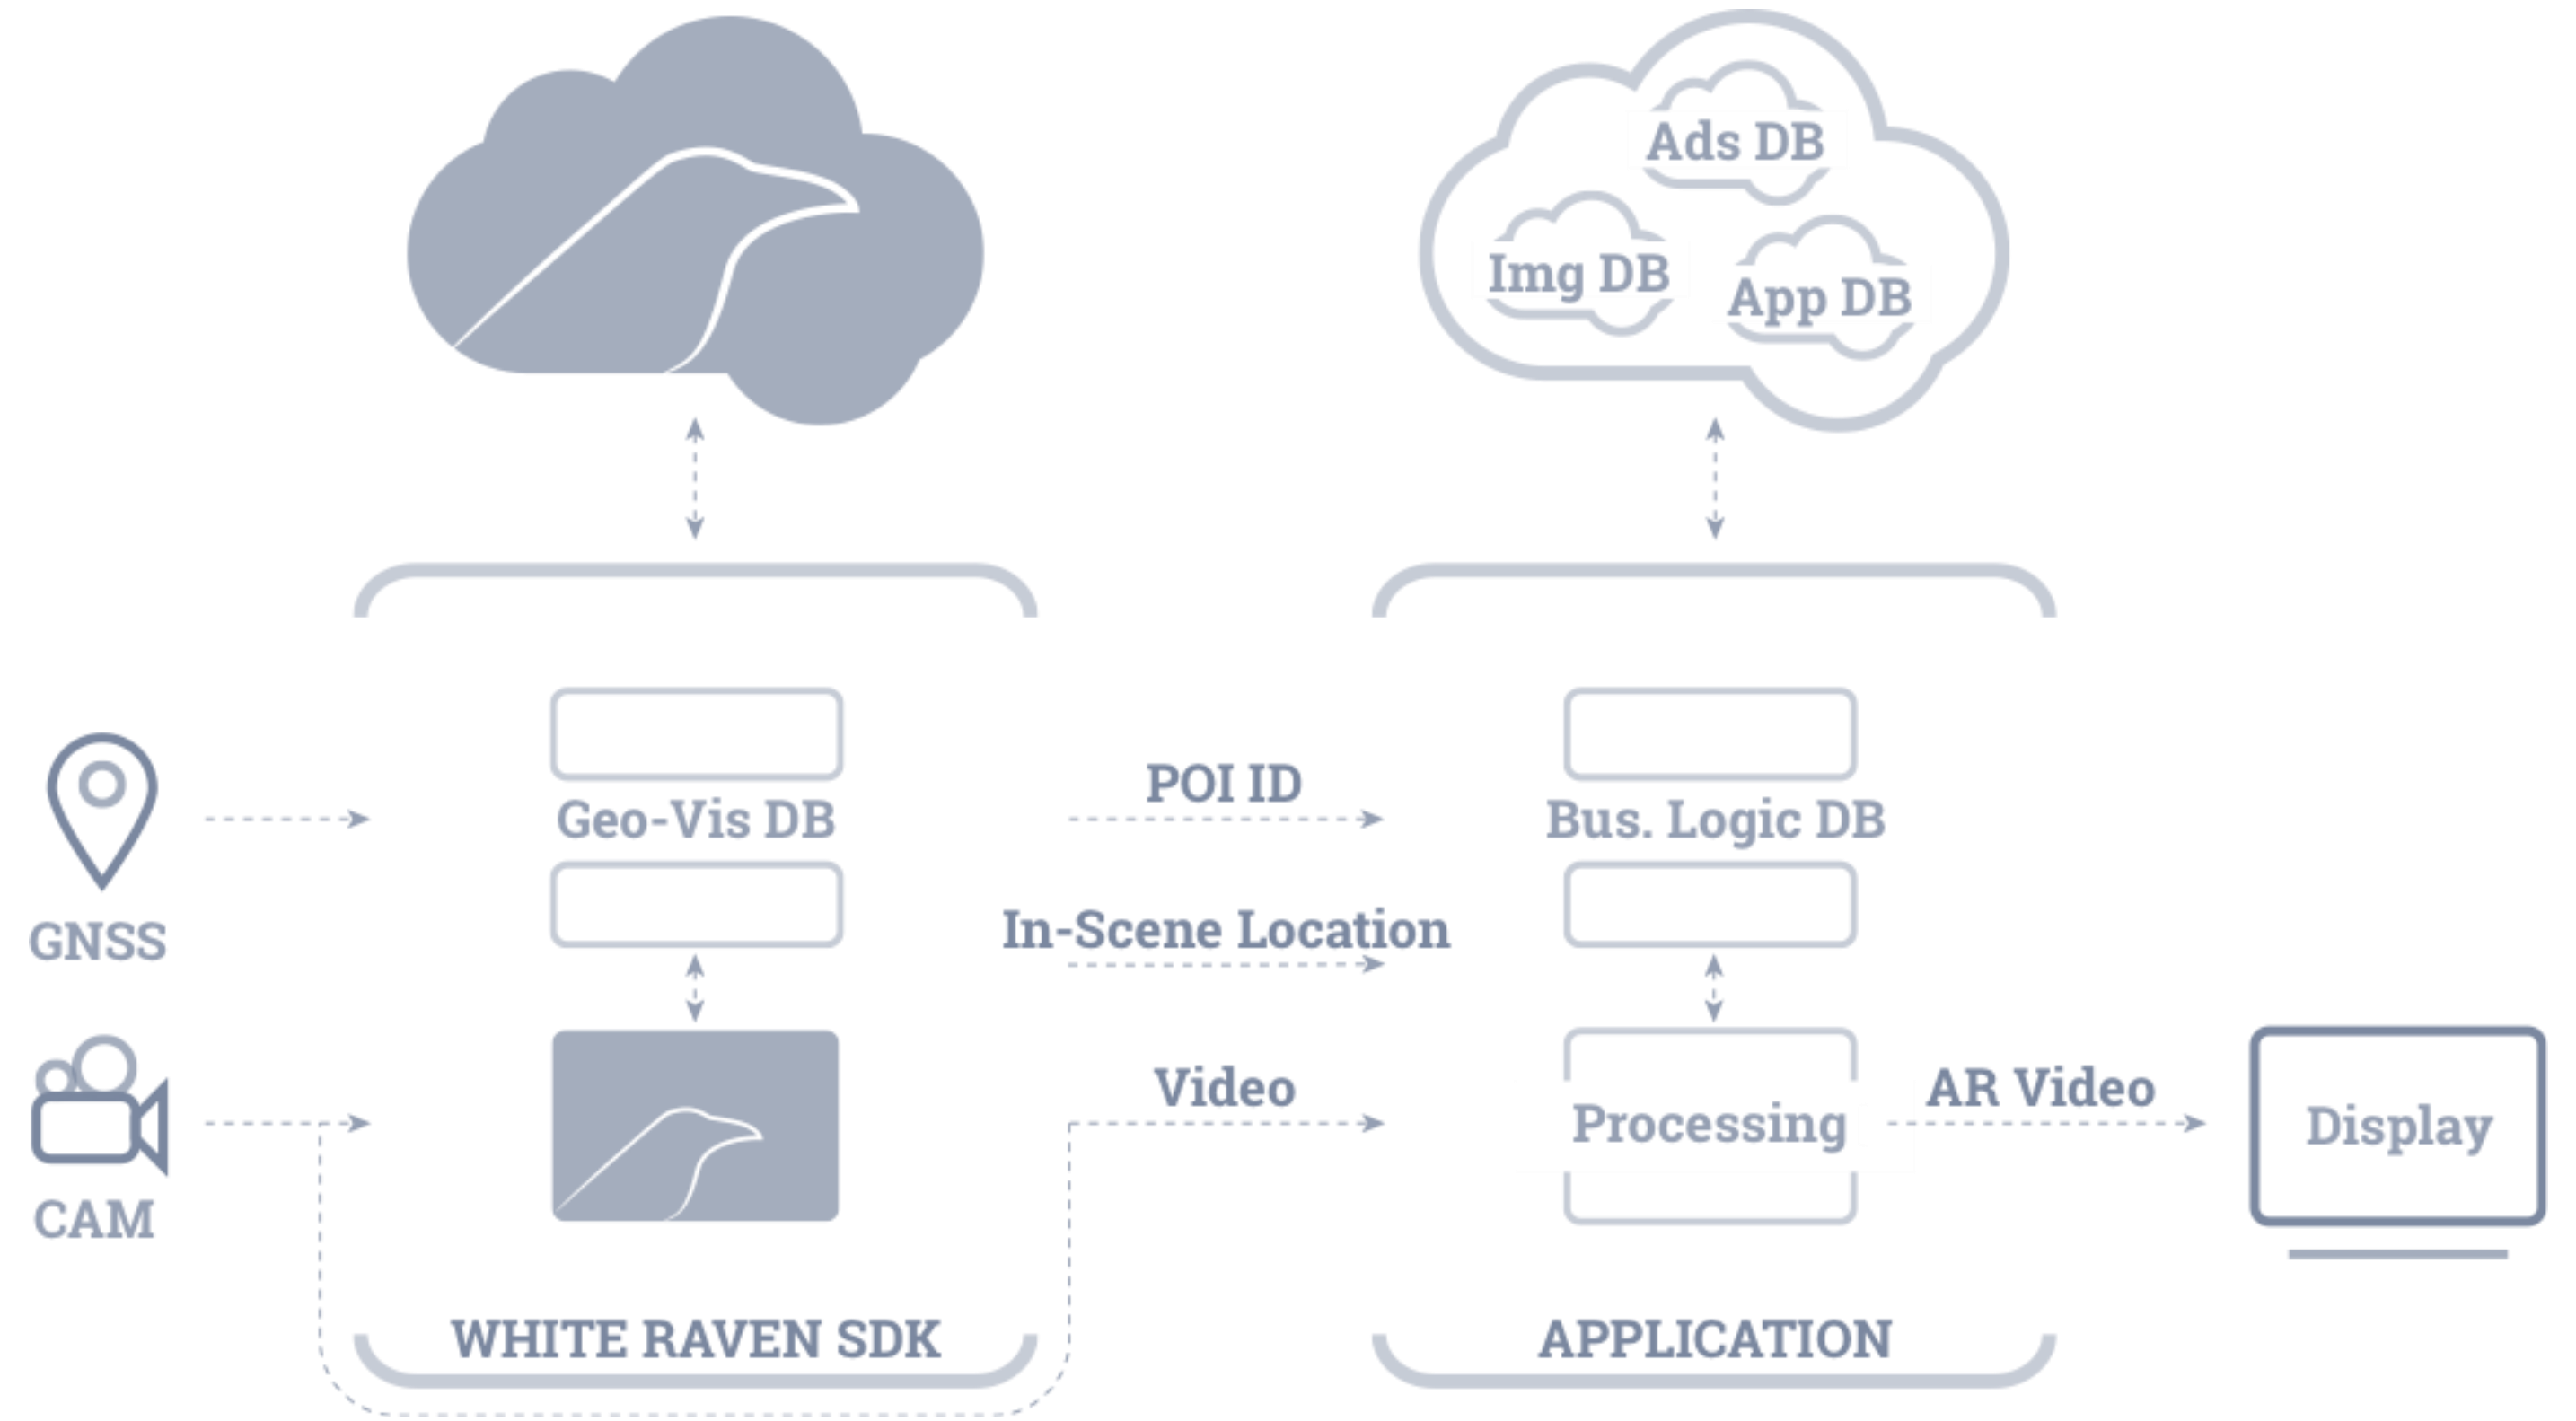 Ads DB
Img DB
App DB
GNSS
Geo-Vis DB
POI ID
Bus. Logic DB
In-Scene Location
CAM
Video
Processing
AR Video
Display
WHITE RAVEN SDK
APPLICATION